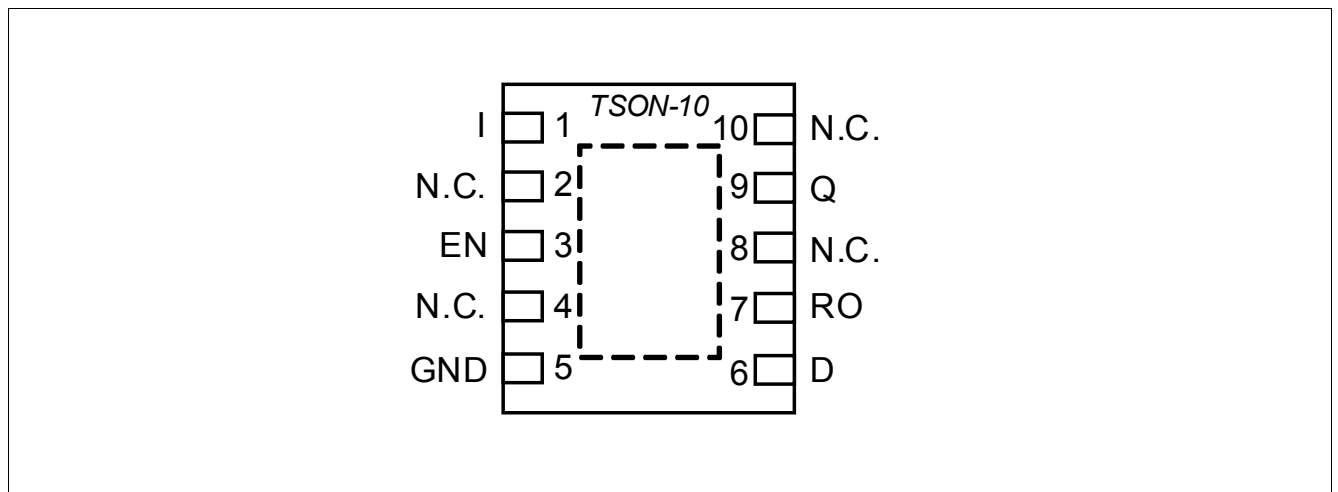 TSON-10
I 1 10 N.C.
N.C. 2 9 Q
EN 3 8 N.C.
N.C. 4 7 RO
GND 5 6 D